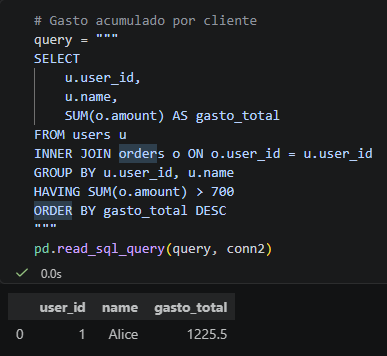 # Gasto acumulado por cliente
query = """
SELECT
u.user_id,
u.name,
SUM(o.amount) AS gasto_total
FROM users u
INNER JOIN orders o ON o.user_id = u.user_id
GROUP BY u.user_id, u.name
HAVING SUM(o.amount) > 700
ORDER BY gasto_total DESC
"""
pd.read_sql_query(query, conn2)
✓ 0.0s
user_id name gasto_total
0 1 Alice 1225.5